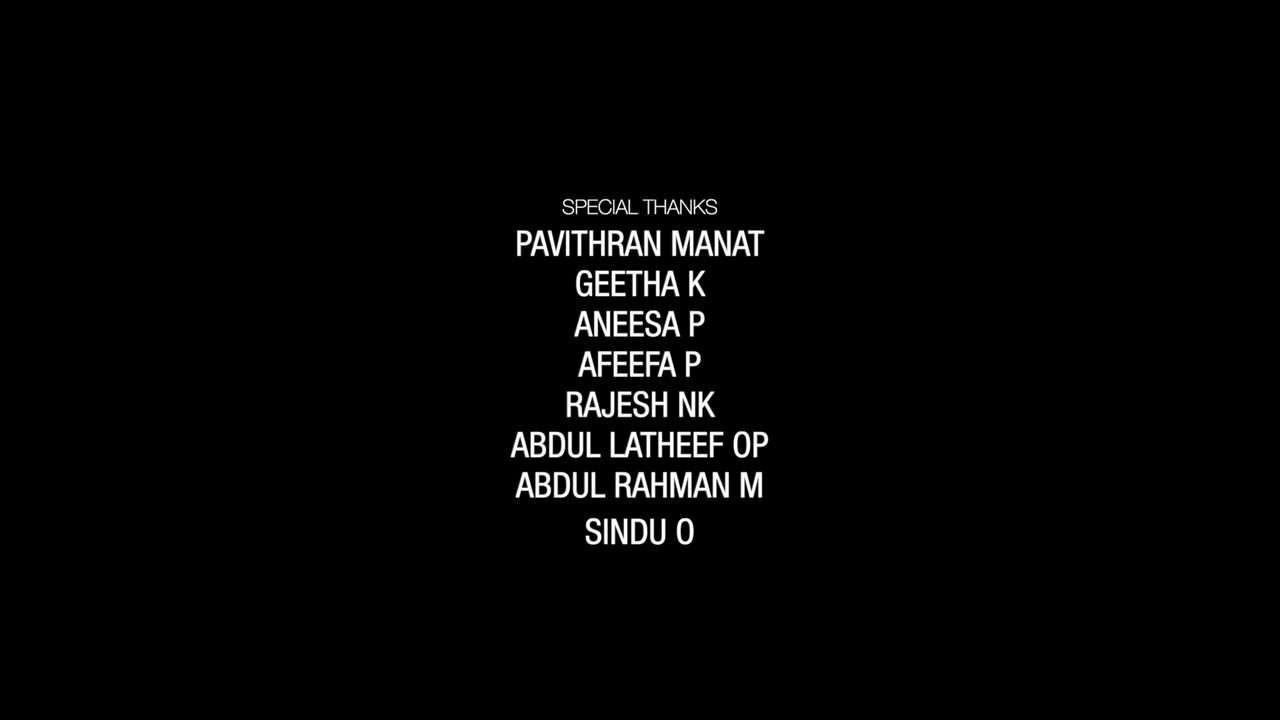 SPECIAL THANKS
PAVITHRAN MANAT
GEETHA K
ANEESA P
AFEEFA P
RAJESH NK
ABDUL LATHEEF OP
ABDUL RAHMAN M
SINDU O